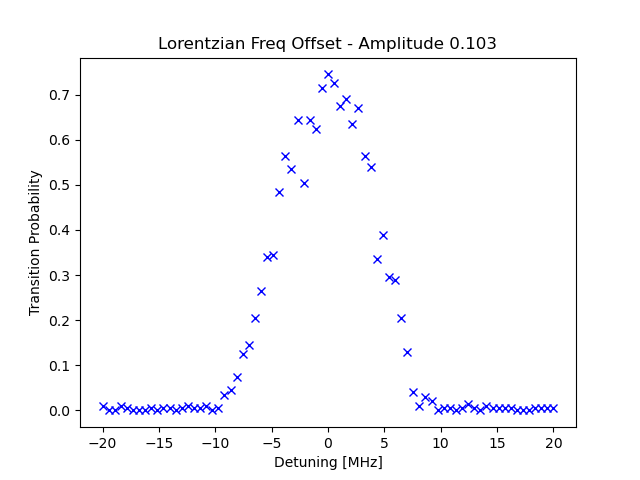 Lorentzian Freq Offset - Amplitude 0.103
Transition Probability
0.7
0.6
0.5
0.4
0.3
0.2
0.1
0.0
−20 −15 −10 −5 0 5 10 15 20
Detuning [MHz]